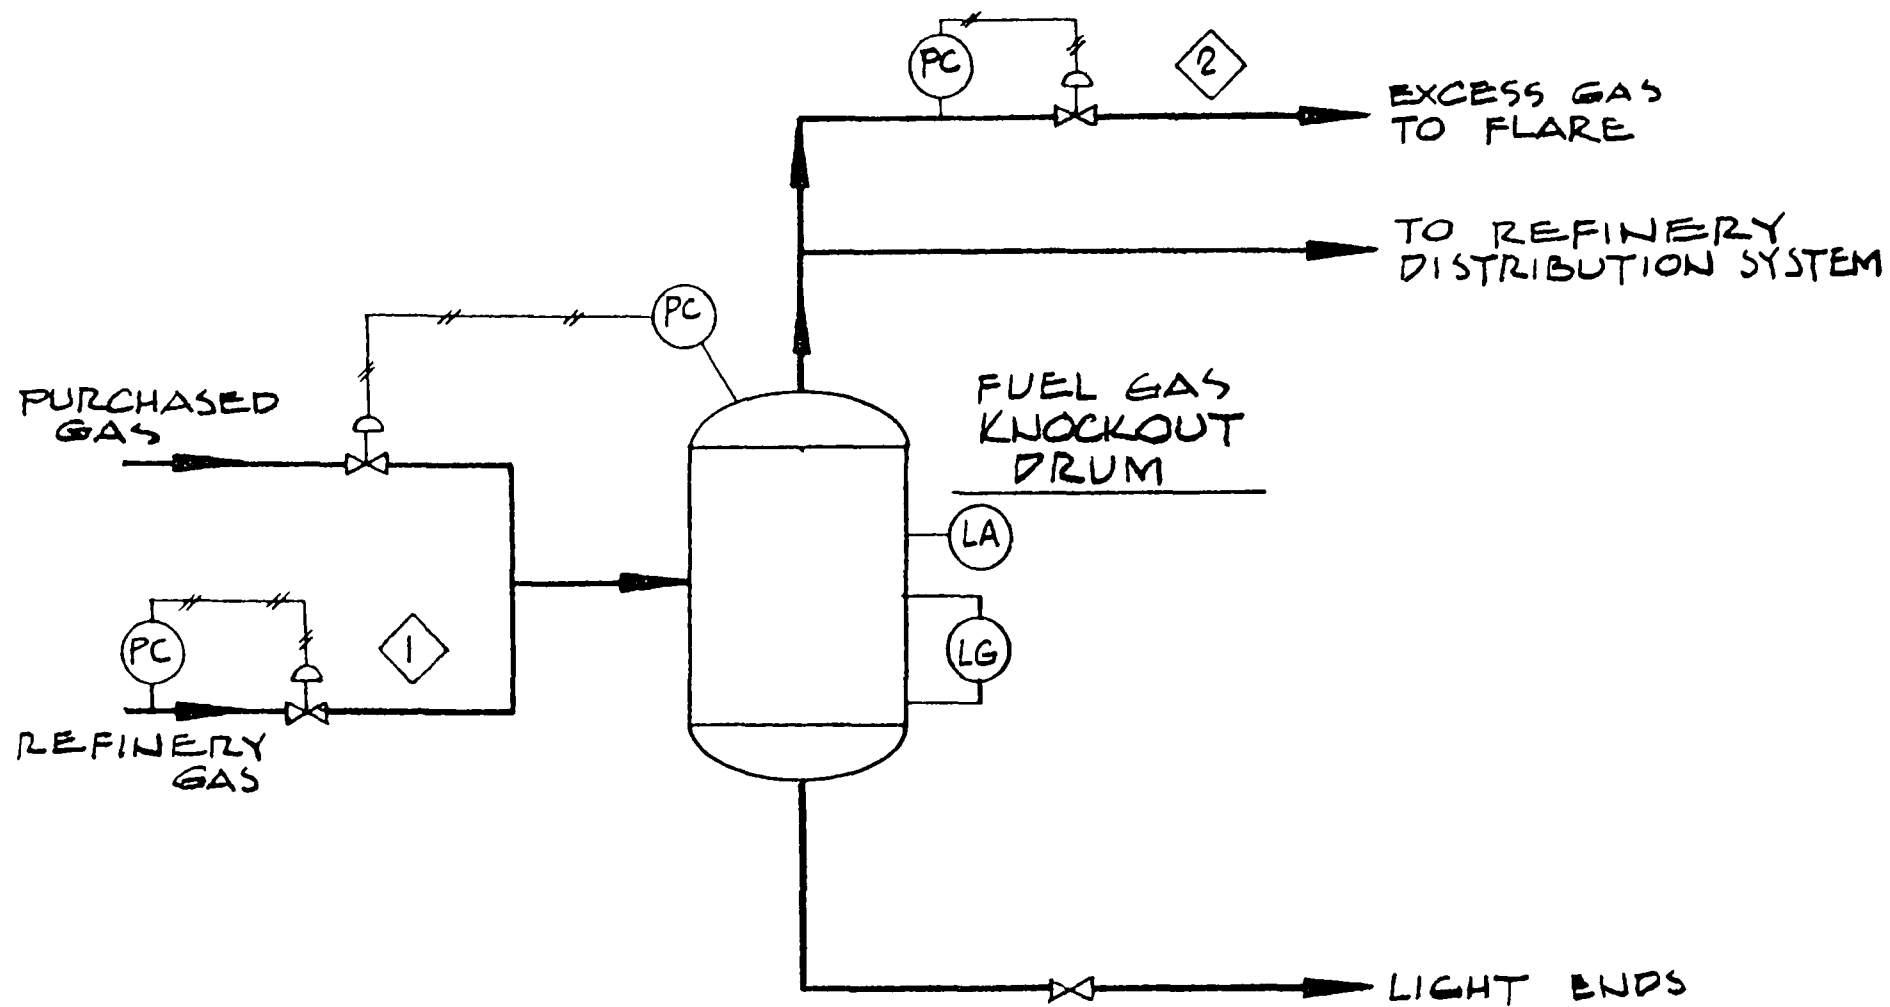 PC
2
EXCESS GAS
TO FLARE
TO REFINERY
DISTRIBUTION SYSTEM
PC
PURCHASED
GAS
FUEL GAS
KNOCKOUT
DRUM
LA
PC
1
LG
REFINERY
GAS
LIGHT ENDS